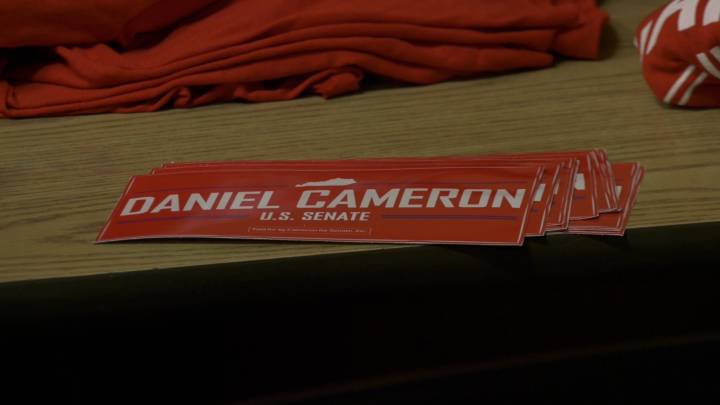 DANIEL CAMERON
U.S. SENATE